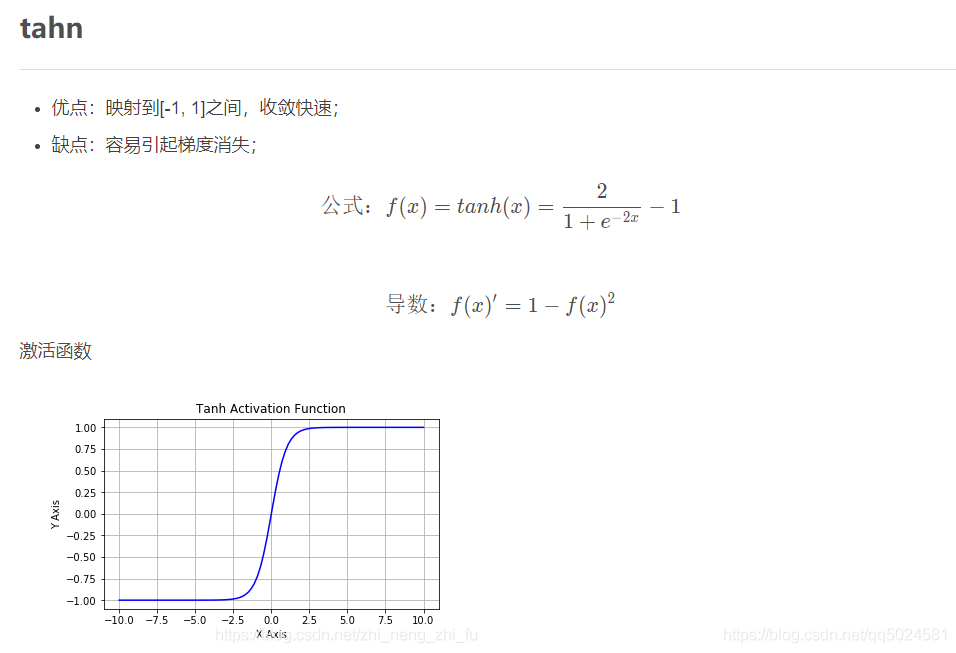 tahn
• 优点：映射到[-1, 1]之间，收敛快速；
• 缺点：容易引起梯度消失；
公式：f(x) = tanh(x) = \frac{2}{1 + e^{-2x}} - 1
导数：f(x)' = 1 - f(x)^2
激活函数
Tanh Activation Function
1.00
0.75
0.50
0.25
0.00
−0.25
−0.50
−0.75
−1.00
Y Axis
−10.0 −7.5 −5.0 −2.5 0.0 2.5 5.0 7.5 10.0
X Axis
https://blog.csdn.net/zhi_neng_zhi_fu
https://blog.csdn.net/qq5024581